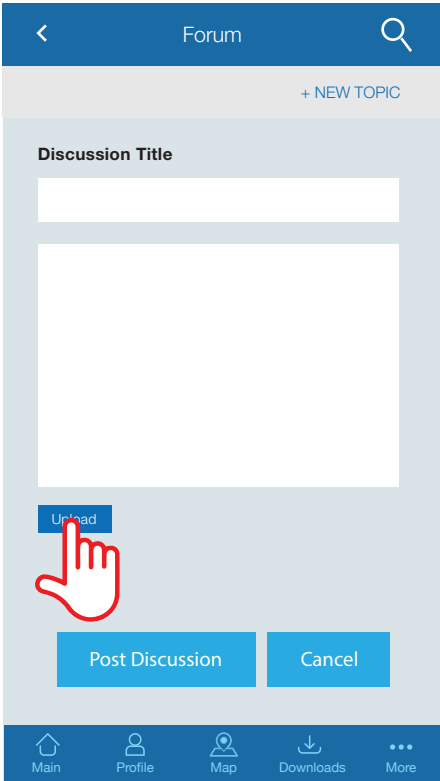 Forum
+ NEW TOPIC
Discussion Title
Upload
Post Discussion
Cancel
Main
Profile
Map
Downloads
More